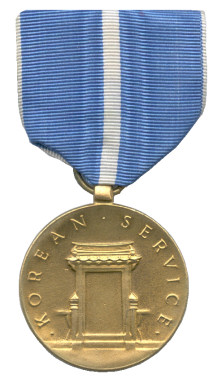 · KOREAN · SERVICE ·